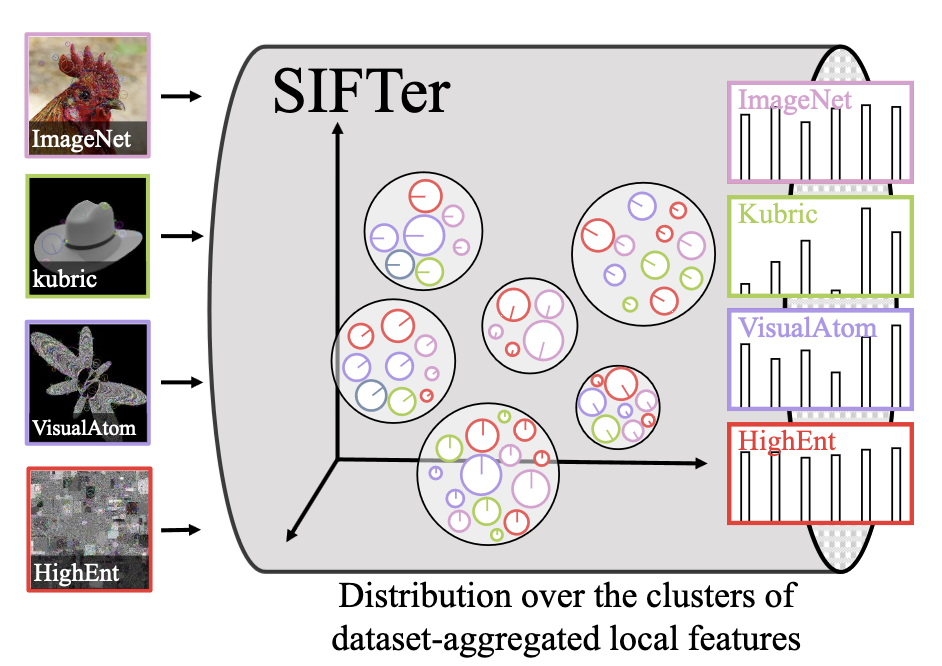 SIFTer
ImageNet
kubric
VisualAtom
HighEnt
ImageNet
Kubric
VisualAtom
HighEnt
Distribution over the clusters of
dataset-aggregated local features